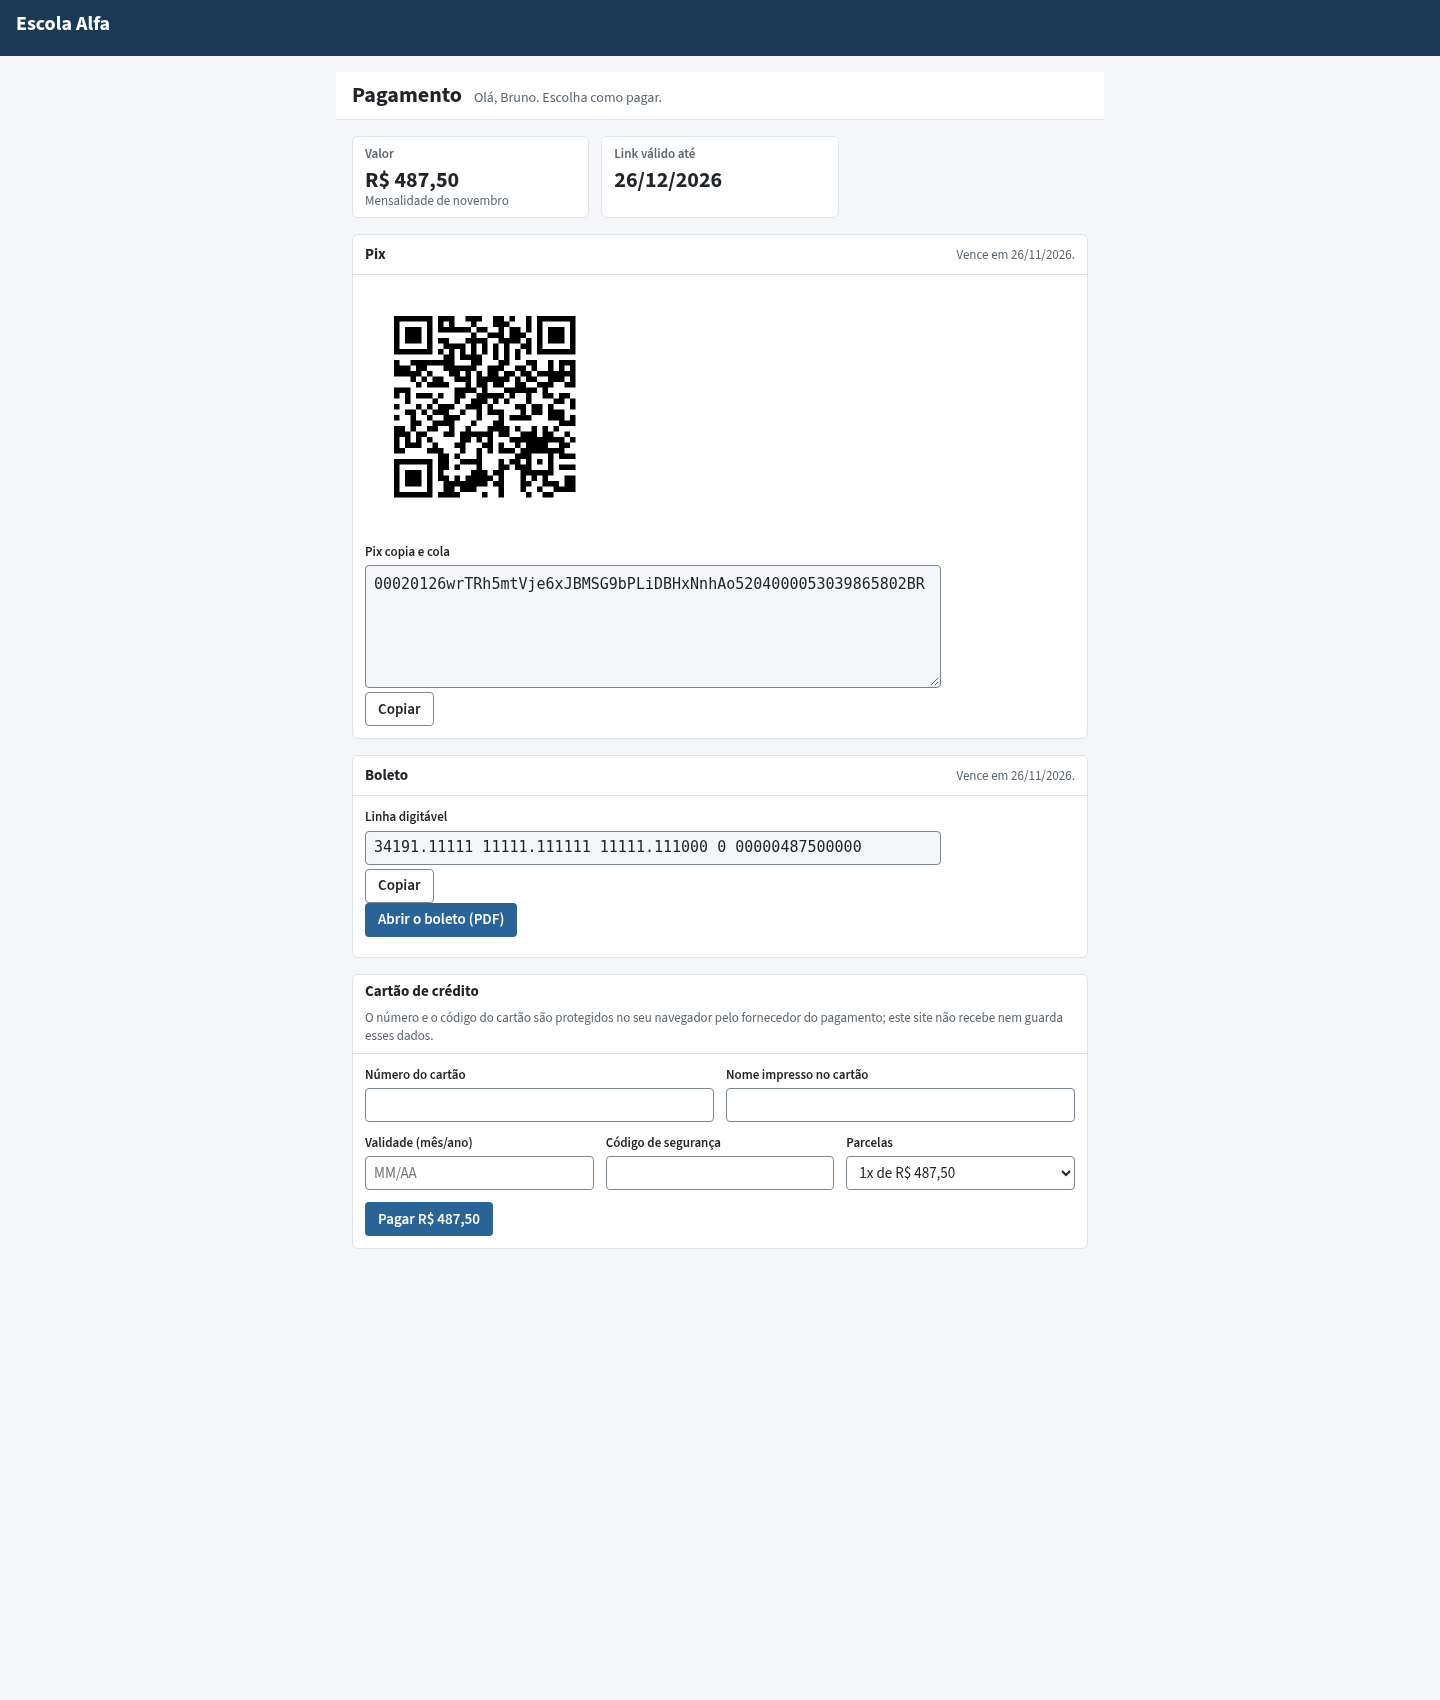 Escola Alfa
Pagamento Olá, Bruno. Escolha como pagar.
Valor
R$ 487,50
Mensalidade de novembro
Link válido até
26/12/2026
Pix
Vence em 26/11/2026.
Pix copia e cola
00020126wrTRh5mtVje6xJBMSG9bPLiDBHxNnhAo5204000053039865802BR
Copiar
Boleto
Vence em 26/11/2026.
Linha digitável
34191.11111 11111.111111 11111.111000 0 00000487500000
Copiar
Abrir o boleto (PDF)
Cartão de crédito
O número e o código do cartão são protegidos no seu navegador pelo fornecedor do pagamento; este site não recebe nem guarda
esses dados.
Número do cartão
Nome impresso no cartão
Validade (mês/ano)
Código de segurança
Parcelas
MM/AA
1x de R$ 487,50
Pagar R$ 487,50